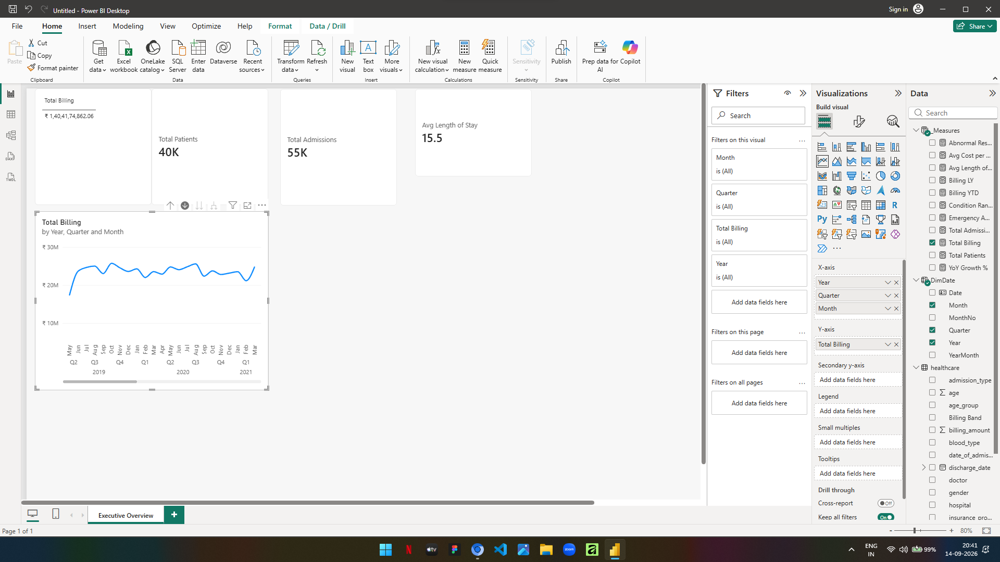 Untitled - Power BI Desktop
Sign in
File
Home
Insert
Modeling
View
Optimize
Help
Format
Data / Drill
Share
Paste
Cut
Copy
Format painter
Clipboard
Get data
Excel workbook
OneLake catalog
SQL Server
Enter data
Dataverse
Recent sources
Data
Transform data
Refresh
Queries
New visual
Text box
More visuals
Insert
New visual calculation
New measure
Quick measure
Calculations
Sensitivity
Sensitivity
Publish
Share
Prep data for AI
Copilot
Copilot
Total Billing
₹ 1,40,41,74,862.06
Total Patients
40K
Total Admissions
55K
Avg Length of Stay
15.5
Total Billing
by Year, Quarter and Month
₹ 30M
₹ 20M
₹ 10M
May Jun Jul Aug Sep Oct Nov Dec Jan Feb Mar Apr May Jun Jul Aug Sep Oct Nov Dec Jan Feb Mar
Q2 Q3 Q4 Q1 Q2 Q3 Q4 Q1
2019 2020 2021
Filters
Search
Filters on this visual
Month
is (All)
Quarter
is (All)
Total Billing
is (All)
Year
is (All)
Add data fields here
Filters on this page
Add data fields here
Filters on all pages
Add data fields here
Visualizations
Build visual
R
Py
X-axis
Year
Quarter
Month
Y-axis
Total Billing
Secondary y-axis
Add data fields here
Legend
Add data fields here
Small multiples
Add data fields here
Tooltips
Add data fields here
Drill through
Cross-report
Off
Keep all filters
On
Data
Search
_Measures
Abnormal Res...
Avg Cost per ...
Avg Length of...
Billing LY
Billing YTD
Condition Ran...
Emergency A...
Total Admissi...
Total Billing
Total Patients
YoY Growth %
DimDate
Date
Month
MonthNo
Quarter
Year
YearMonth
healthcare
admission_type
age
age_group
Billing Band
billing_amount
blood_type
date_of_admis...
discharge_date
doctor
gender
hospital
insurance_pro...
Executive Overview
Page 1 of 1
80%
N
tv
zoom
ENG
IN
99%
20:41
14-09-2026